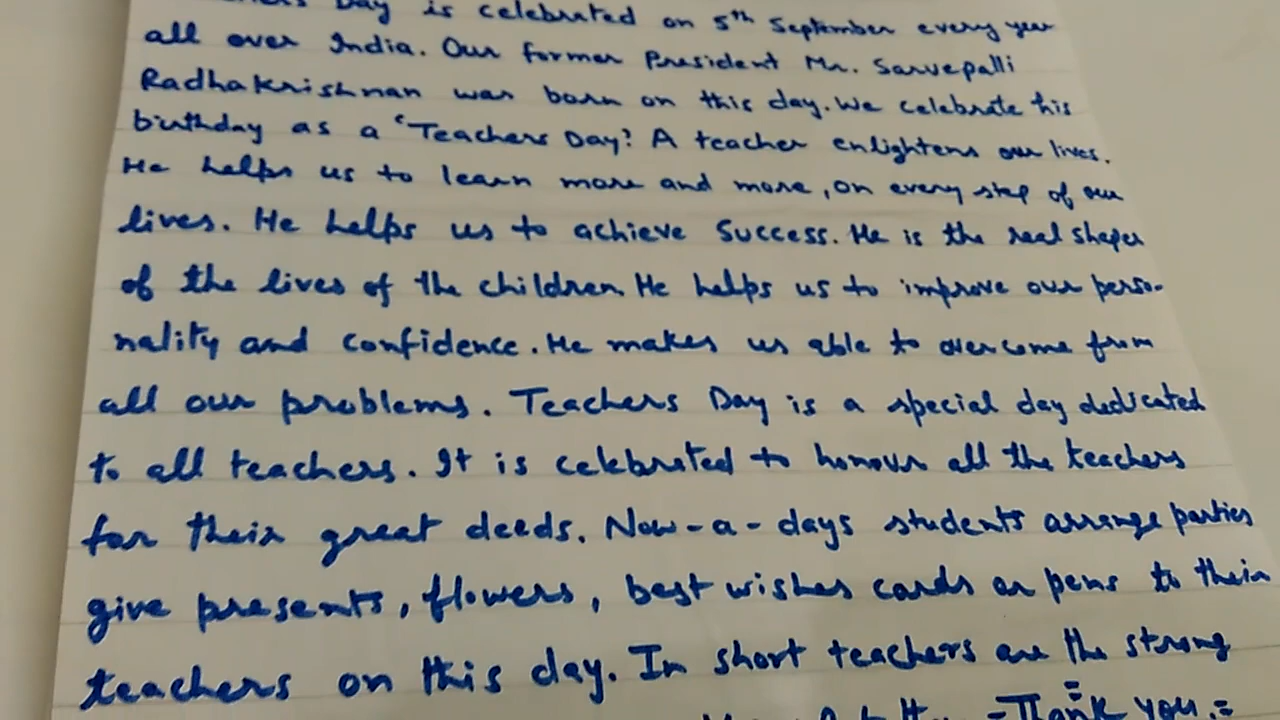 Day is celebrated on 5th September every year
all over India. Our former President Mr. Sarvepalli
Radhakrishnan was born on this day. We celebrate his
birthday as a 'Teachers Day'. A teacher enlightens our lives.
He helps us to learn more and more, on every step of our
lives. He helps us to achieve Success. He is the real shaper
of the lives of the children. He helps us to improve our perso-
nality and confidence. He makes us able to overcome from
all our problems. Teachers Day is a special day dedicated
to all teachers. It is celebrated to honour all the teachers
for their great deeds. Now-a-days students arrange parties
give presents, flowers, best wishes cards or pens to their
teachers on this day. In short teachers are the strong
- Thank you. =